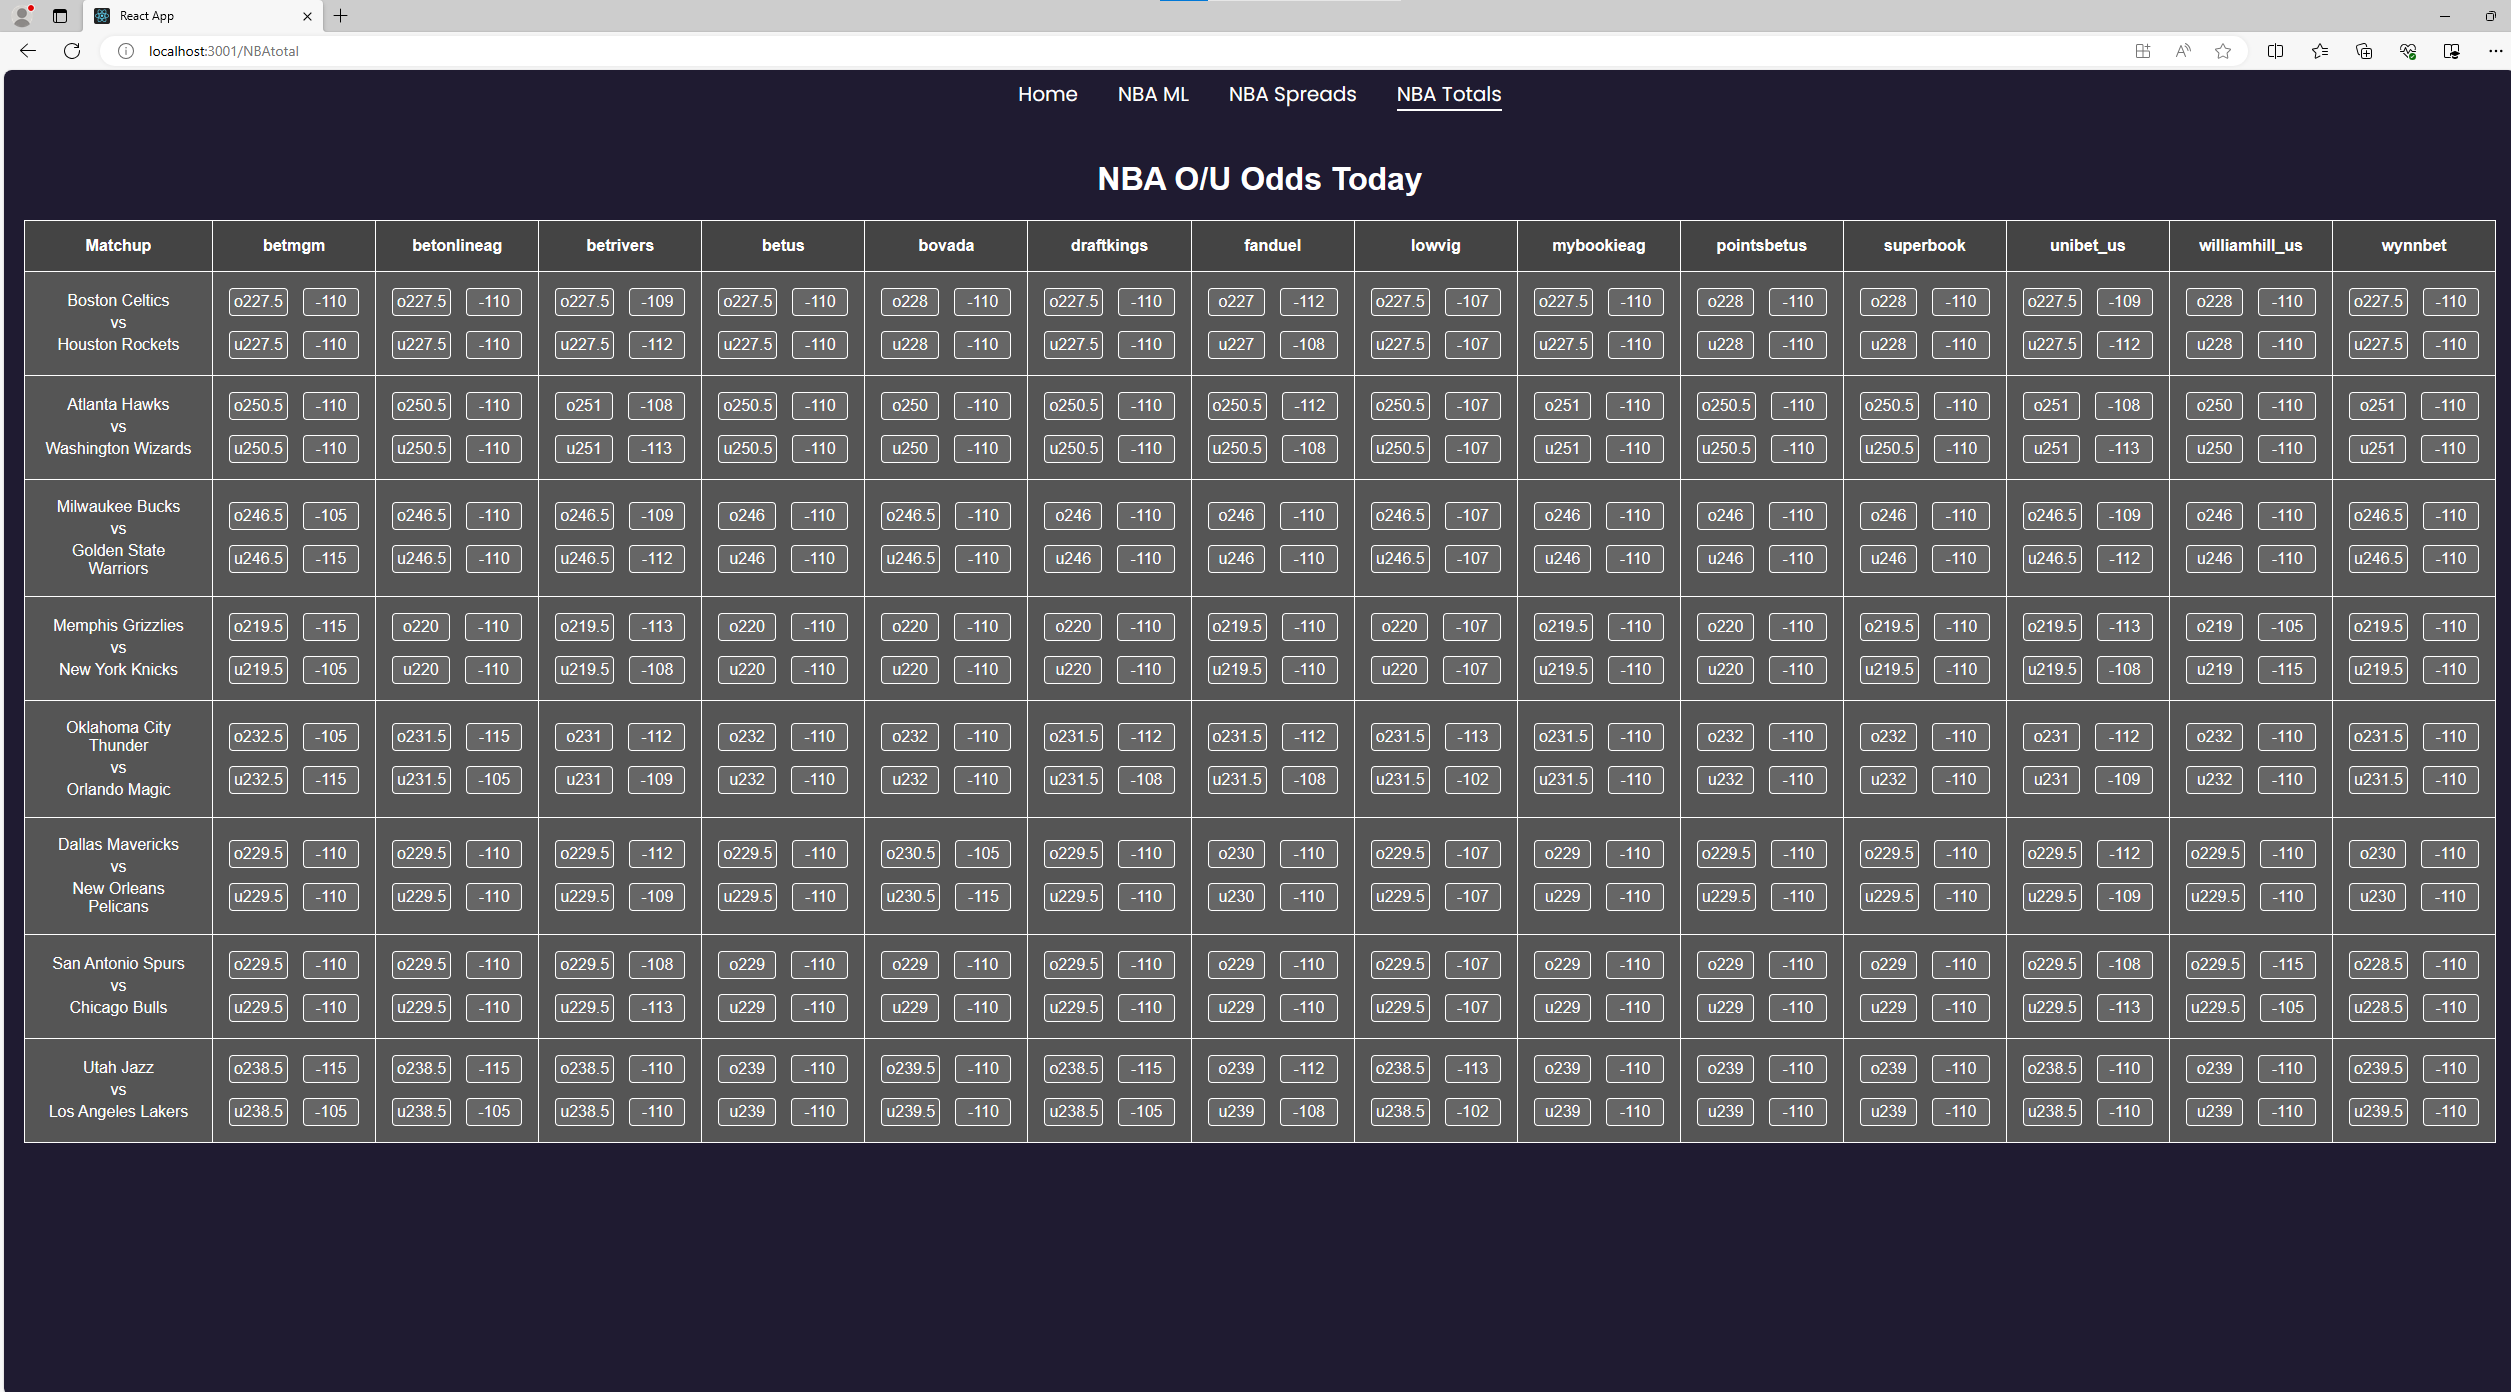 React App
localhost:3001/NBAtotal
Home NBA ML NBA Spreads NBA Totals
NBA O/U Odds Today
Matchup betmgm betonlineag betrivers betus bovada draftkings fanduel lowvig mybookieag pointsbetus superbook unibet_us williamhill_us wynnbet
Boston Celtics
o227.5 -110 o227.5 -110 o227.5 -109 o227.5 -110 o228 -110 o227.5 -110 o227 -112 o227.5 -107 o227.5 -110 o228 -110 o228 -110 o227.5 -109 o228 -110 o227.5 -110
vs
Houston Rockets
u227.5 -110 u227.5 -110 u227.5 -112 u227.5 -110 u228 -110 u227.5 -110 u227 -108 u227.5 -107 u227.5 -110 u228 -110 u228 -110 u227.5 -112 u228 -110 u227.5 -110
Atlanta Hawks
o250.5 -110 o250.5 -110 o251 -108 o250.5 -110 o250 -110 o250.5 -110 o250.5 -112 o250.5 -107 o251 -110 o250.5 -110 o250.5 -110 o251 -108 o250 -110 o251 -110
vs
Washington Wizards
u250.5 -110 u250.5 -110 u251 -113 u250.5 -110 u250 -110 u250.5 -110 u250.5 -108 u250.5 -107 u251 -110 u250.5 -110 u250.5 -110 u251 -113 u250 -110 u251 -110
Milwaukee Bucks
o246.5 -105 o246.5 -110 o246.5 -109 o246 -110 o246.5 -110 o246 -110 o246 -110 o246.5 -107 o246 -110 o246 -110 o246 -110 o246.5 -109 o246 -110 o246.5 -110
vs
Golden State
Warriors
u246.5 -115 u246.5 -110 u246.5 -112 u246 -110 u246.5 -110 u246 -110 u246 -110 u246.5 -107 u246 -110 u246 -110 u246 -110 u246.5 -112 u246 -110 u246.5 -110
Memphis Grizzlies
o219.5 -115 o220 -110 o219.5 -113 o220 -110 o220 -110 o220 -110 o219.5 -110 o220 -107 o219.5 -110 o220 -110 o219.5 -110 o219.5 -113 o219 -105 o219.5 -110
vs
New York Knicks
u219.5 -105 u220 -110 u219.5 -108 u220 -110 u220 -110 u220 -110 u219.5 -110 u220 -107 u219.5 -110 u220 -110 u219.5 -110 u219.5 -108 u219 -115 u219.5 -110
Oklahoma City
Thunder
o232.5 -105 o231.5 -115 o231 -112 o232 -110 o232 -110 o231.5 -112 o231.5 -112 o231.5 -113 o231.5 -110 o232 -110 o232 -110 o231 -112 o232 -110 o231.5 -110
vs
Orlando Magic
u232.5 -115 u231.5 -105 u231 -109 u232 -110 u232 -110 u231.5 -108 u231.5 -108 u231.5 -102 u231.5 -110 u232 -110 u232 -110 u231 -109 u232 -110 u231.5 -110
Dallas Mavericks
o229.5 -110 o229.5 -110 o229.5 -112 o229.5 -110 o230.5 -105 o229.5 -110 o230 -110 o229.5 -107 o229 -110 o229.5 -110 o229.5 -110 o229.5 -112 o229.5 -110 o230 -110
vs
New Orleans
Pelicans
u229.5 -110 u229.5 -110 u229.5 -109 u229.5 -110 u230.5 -115 u229.5 -110 u230 -110 u229.5 -107 u229 -110 u229.5 -110 u229.5 -110 u229.5 -109 u229.5 -110 u230 -110
San Antonio Spurs
o229.5 -110 o229.5 -110 o229.5 -108 o229 -110 o229 -110 o229.5 -110 o229 -110 o229.5 -107 o229 -110 o229 -110 o229 -110 o229.5 -108 o229.5 -115 o228.5 -110
vs
Chicago Bulls
u229.5 -110 u229.5 -110 u229.5 -113 u229 -110 u229 -110 u229.5 -110 u229 -110 u229.5 -107 u229 -110 u229 -110 u229 -110 u229.5 -113 u229.5 -105 u228.5 -110
Utah Jazz
o238.5 -115 o238.5 -115 o238.5 -110 o239 -110 o239.5 -110 o238.5 -115 o239 -112 o238.5 -113 o239 -110 o239 -110 o239 -110 o238.5 -110 o239 -110 o239.5 -110
vs
Los Angeles Lakers
u238.5 -105 u238.5 -105 u238.5 -110 u239 -110 u239.5 -110 u238.5 -105 u239 -108 u238.5 -102 u239 -110 u239 -110 u239 -110 u238.5 -110 u239 -110 u239.5 -110